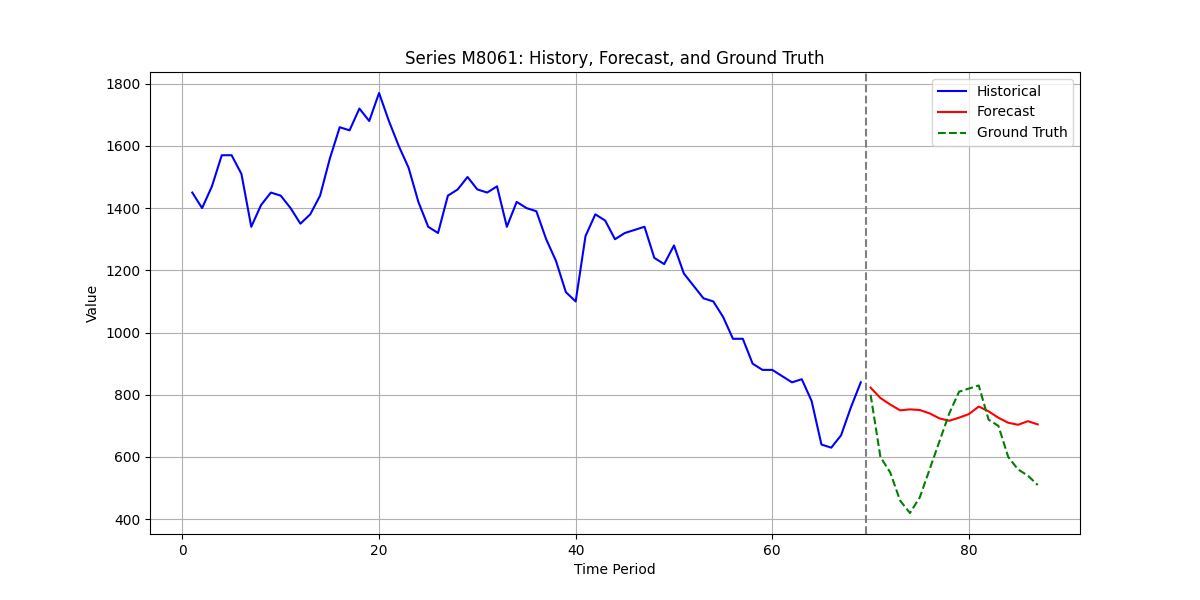 Series M8061: History, Forecast, and Ground Truth
Historical
Forecast
Ground Truth
Value
1800
1600
1400
1200
1000
800
600
400
0 20 40 60 80
Time Period